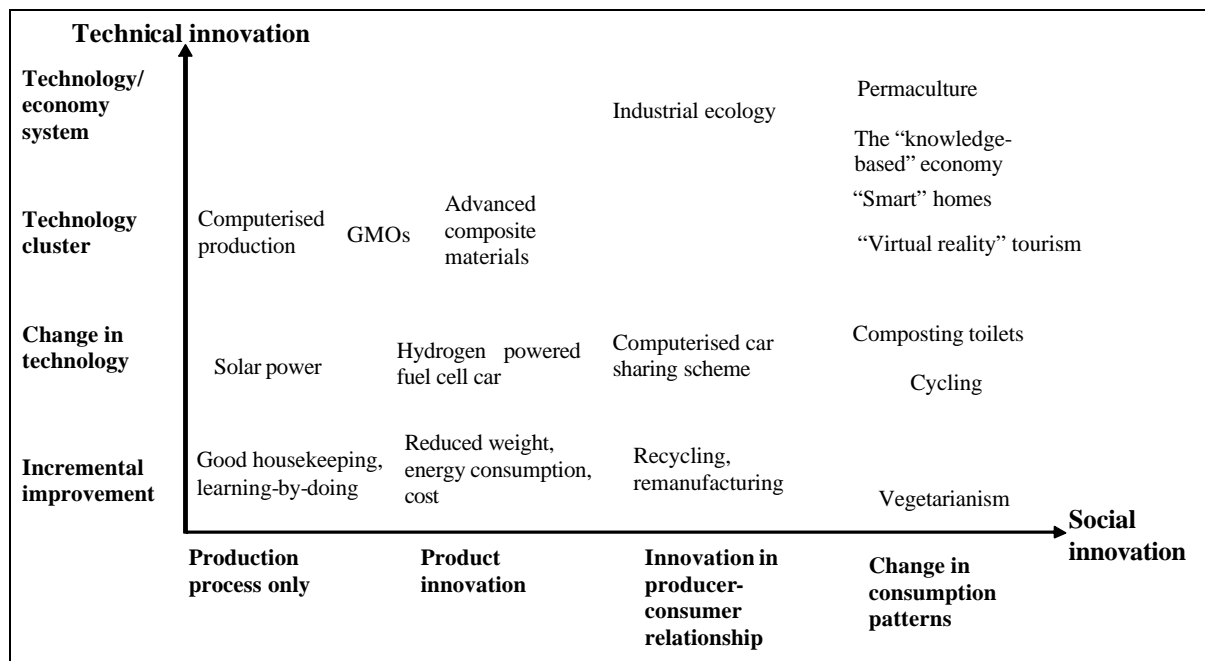 Technical innovation
Technology/
economy
system
Industrial ecology
Permaculture
The “knowledge-
based” economy
Technology
cluster
Computerised
production
GMOs
Advanced
composite
materials
“Smart” homes
“Virtual reality” tourism
Change in
technology
Solar power
Hydrogen powered
fuel cell car
Computerised car
sharing scheme
Composting toilets
Cycling
Incremental
improvement
Good housekeeping,
learning-by-doing
Reduced weight,
energy consumption,
cost
Recycling,
remanufacturing
Vegetarianism
Social
innovation
Production
process only
Product
innovation
Innovation in
producer-
consumer
relationship
Change in
consumption
patterns